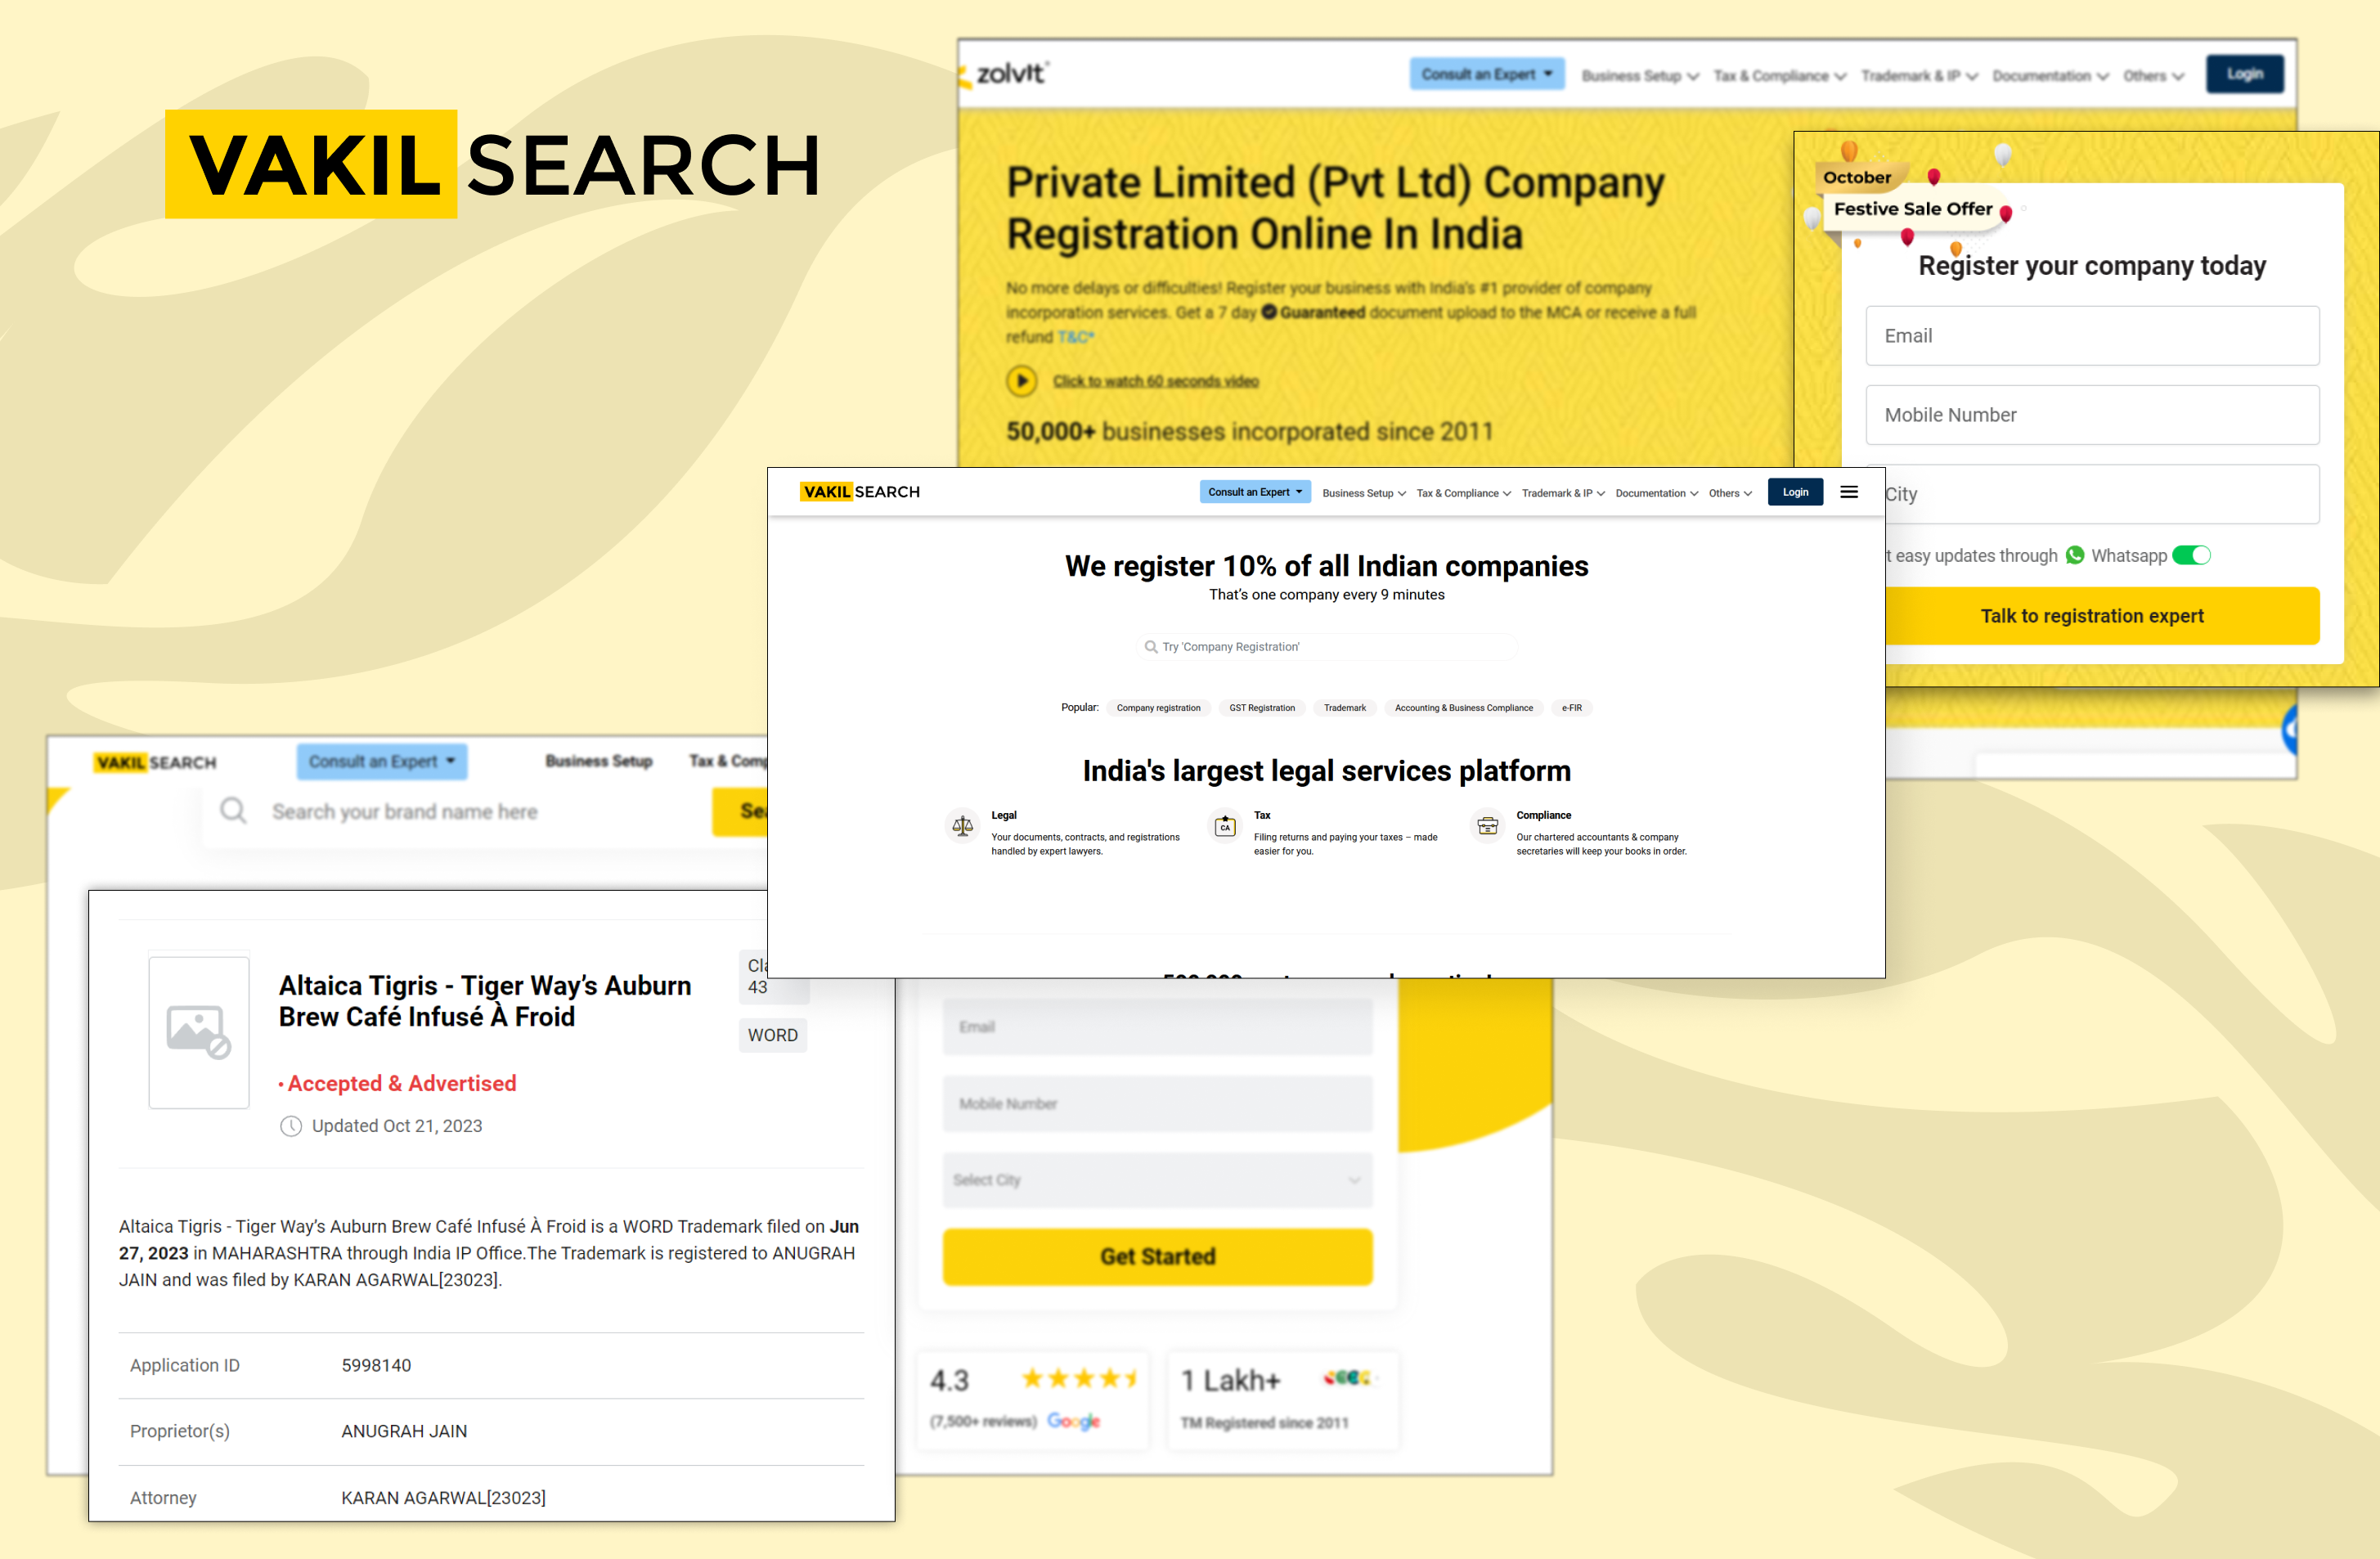 VAKIL SEARCH
zolvit
Consult an Expert Business Setup Tax & Compliance Trademark & IP Documentation Others Login
Private Limited (Pvt Ltd) Company
Registration Online In India
No more delays or difficulties! Register your business with India's #1 provider of company
incorporation services. Get a 7 day Guaranteed document upload to the MCA or receive a full
refund T&C*
Click to watch 60 seconds video
50,000+ businesses incorporated since 2011
October
Festive Sale Offer
Register your company today
Email
Mobile Number
City
t easy updates through Whatsapp
Talk to registration expert
VAKIL SEARCH
Consult an Expert Business Setup Tax & Compliance Trademark & IP Documentation Others Login
We register 10% of all Indian companies
That's one company every 9 minutes
Try 'Company Registration'
Popular: Company registration GST Registration Trademark Accounting & Business Compliance e-FIR
India's largest legal services platform
Legal
Your documents, contracts, and registrations
handled by expert lawyers.
Tax
CA
Filing returns and paying your taxes – made
easier for you.
Compliance
Our chartered accountants & company
secretaries will keep your books in order.
VAKIL SEARCH Consult an Expert Business Setup Tax & Comp
Search your brand name here
Sea
Altaica Tigris - Tiger Way’s Auburn
Brew Café Infusé À Froid
Cla
43
WORD
• Accepted & Advertised
Updated Oct 21, 2023
Altaica Tigris - Tiger Way’s Auburn Brew Café Infusé À Froid is a WORD Trademark filed on Jun
27, 2023 in MAHARASHTRA through India IP Office.The Trademark is registered to ANUGRAH
JAIN and was filed by KARAN AGARWAL[23023].
Application ID 5998140
Proprietor(s) ANUGRAH JAIN
Attorney KARAN AGARWAL[23023]
Email
Mobile Number
Select City
Get Started
4.3
(7,500+ reviews) Google
1 Lakh+
TM Registered since 2011